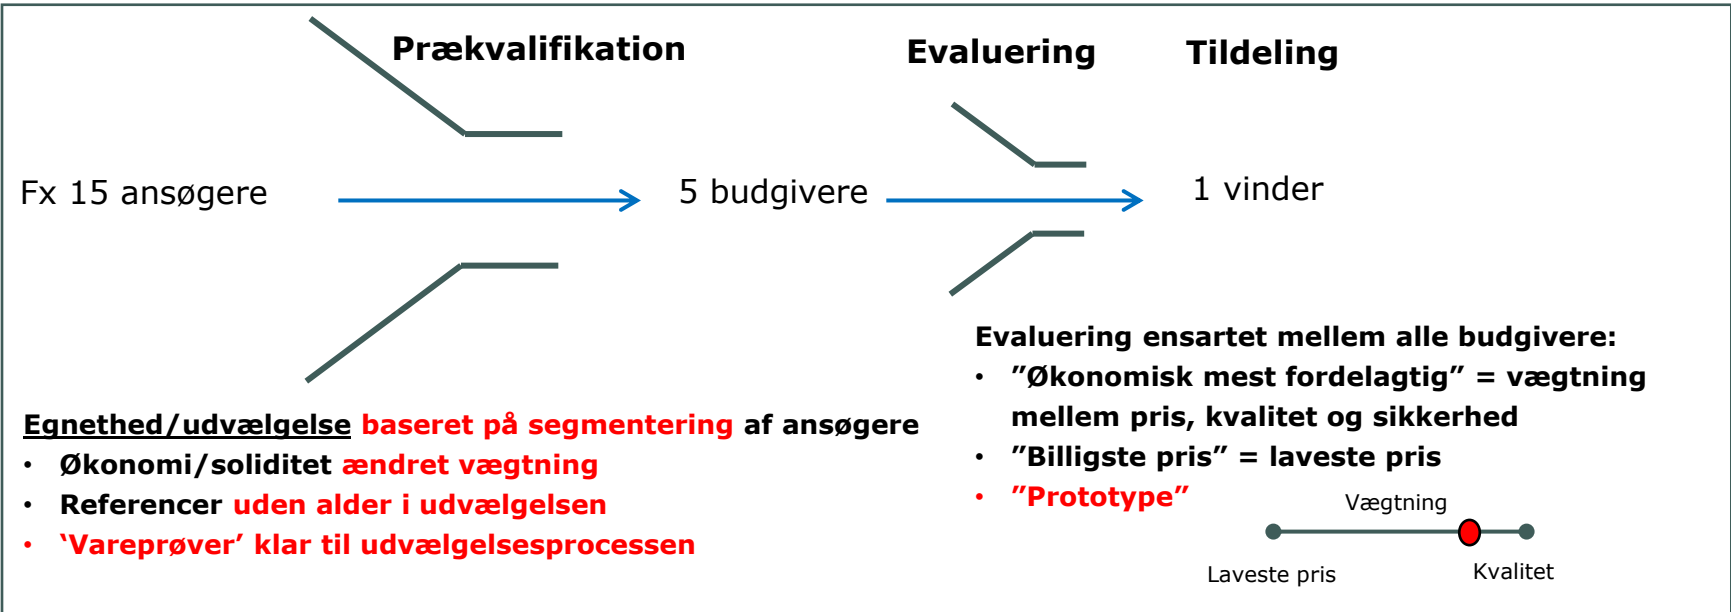 Prækvalifikation
Evaluering
Tildeling
Fx 15 ansøgere
5 budgivere
1 vinder
Egnethed/udvælgelse baseret på segmentering af ansøgere
• Økonomi/soliditet ændret vægtning
• Referencer uden alder i udvælgelsen
• ‘Vareprøver’ klar til udvælgelsesprocessen
Evaluering ensartet mellem alle budgivere:
• ”Økonomisk mest fordelagtig” = vægtning
mellem pris, kvalitet og sikkerhed
• ”Billigste pris” = laveste pris
• ”Prototype”
Vægtning
Laveste pris
Kvalitet